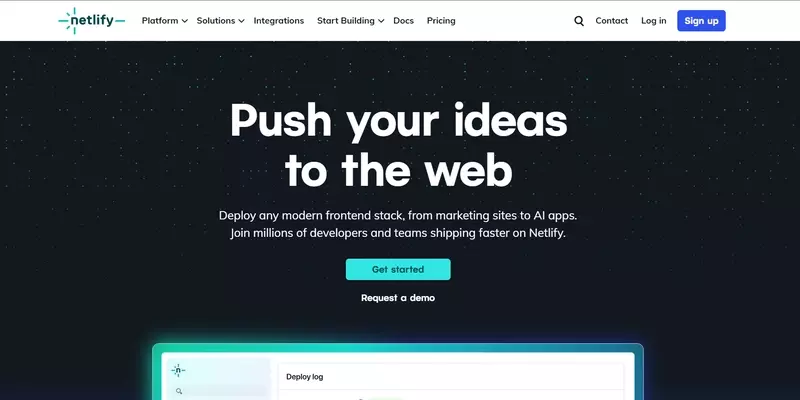 netlify
Platform
Solutions
Integrations
Start Building
Docs
Pricing
Contact
Log in
Sign up
Push your ideas
to the web
Deploy any modern frontend stack, from marketing sites to AI apps.
Join millions of developers and teams shipping faster on Netlify.
Get started
Request a demo
n
Deploy log